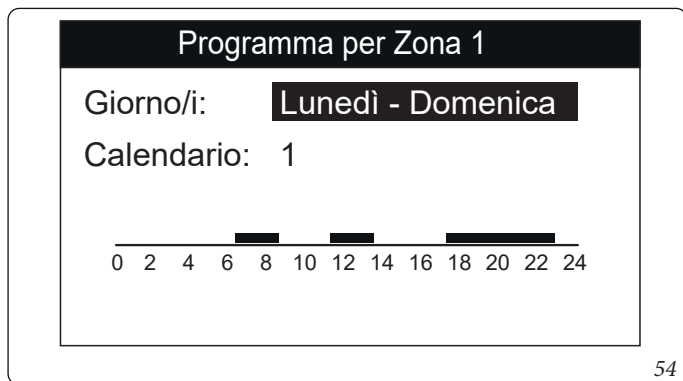 Programma per Zona 1
Giorno/i: Lunedì - Domenica
Calendario: 1
0 2 4 6 8 10 12 14 16 18 20 22 24
54